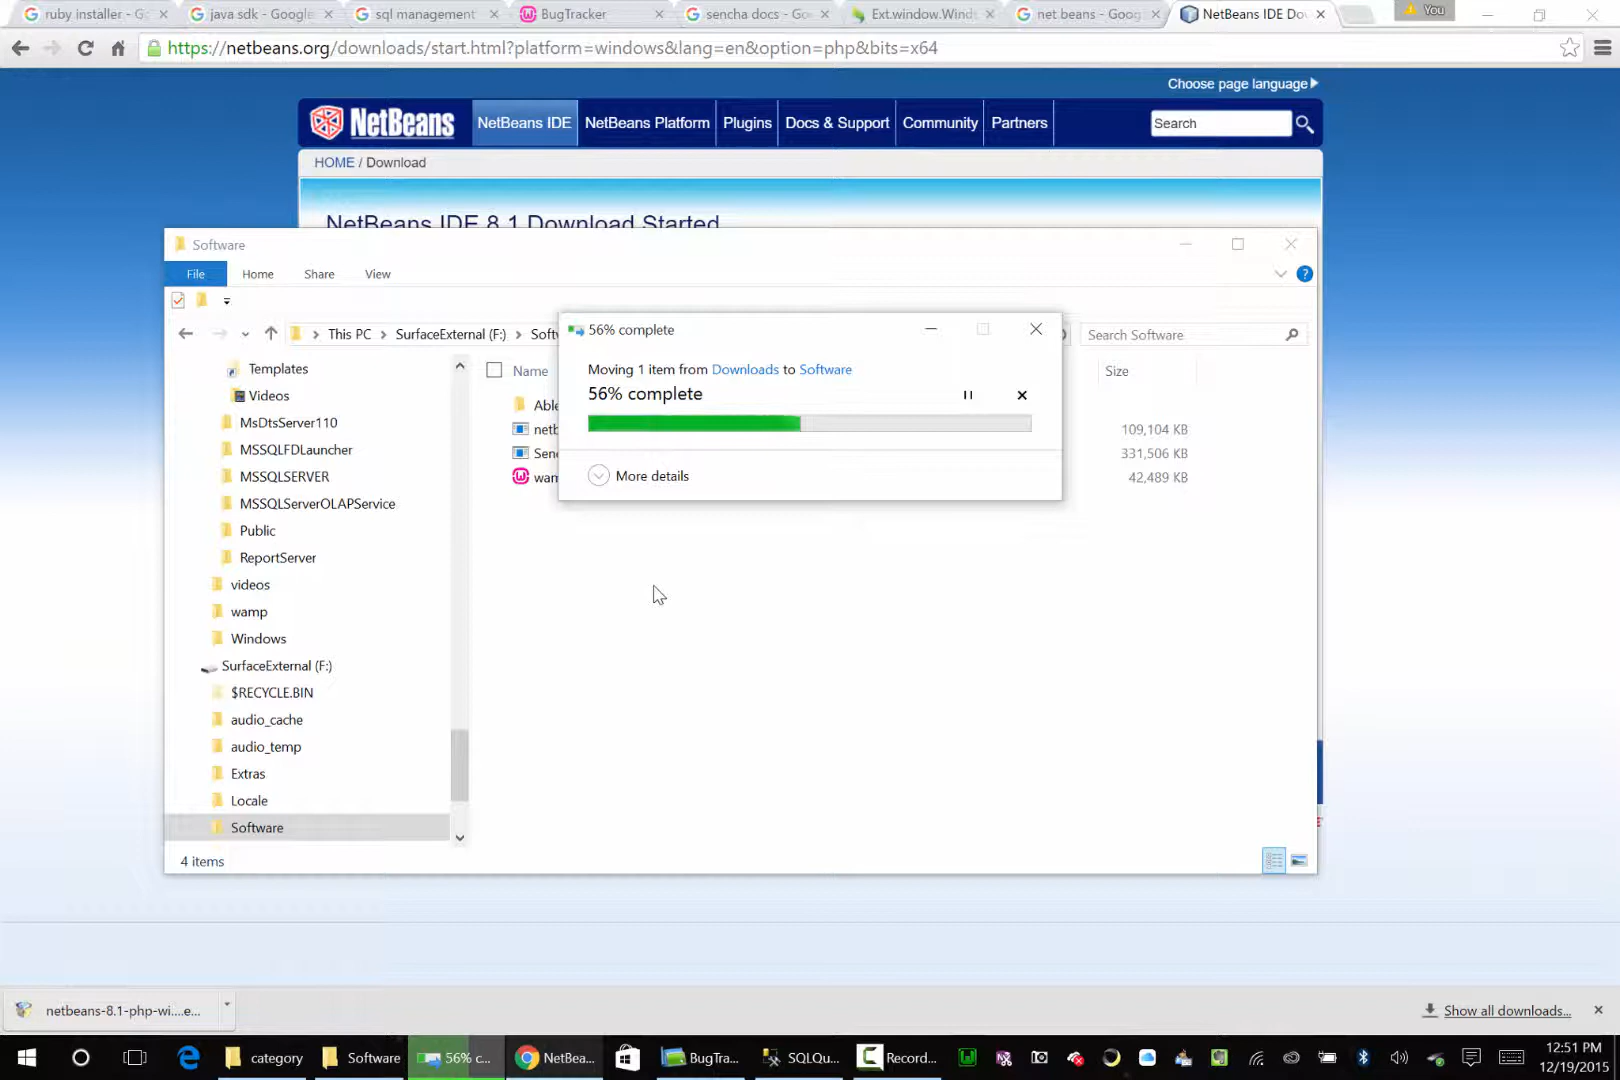 ruby installer - Go
java sdk - Google
sql management
BugTracker
sencha docs - Go
Ext.window.Wind
net beans - Goog
NetBeans IDE Do
You
https://netbeans.org/downloads/start.html?platform=windows&lang=en&option=php&bits=x64
Choose page language
NetBeans
NetBeans IDE
NetBeans Platform
Plugins
Docs & Support
Community
Partners
Search
HOME / Download
NetBeans IDE 8.1 Download Started
Software
File
Home
Share
View
This PC
SurfaceExternal (F:)
Softw
Search Software
Templates
Videos
MsDtsServer110
MSSQLFDLauncher
MSSQLSERVER
MSSQLServerOLAPService
Public
ReportServer
videos
wamp
Windows
SurfaceExternal (F:)
$RECYCLE.BIN
audio_cache
audio_temp
Extras
Locale
Software
Name
Size
Able
netb
109,104 KB
Senc
331,506 KB
wam
42,489 KB
56% complete
Moving 1 item from Downloads to Software
56% complete
More details
4 items
netbeans-8.1-php-wi....e...
Show all downloads...
category
Software
56% c...
NetBea...
BugTra...
SQLQu...
Record...
12:51 PM
12/19/2015